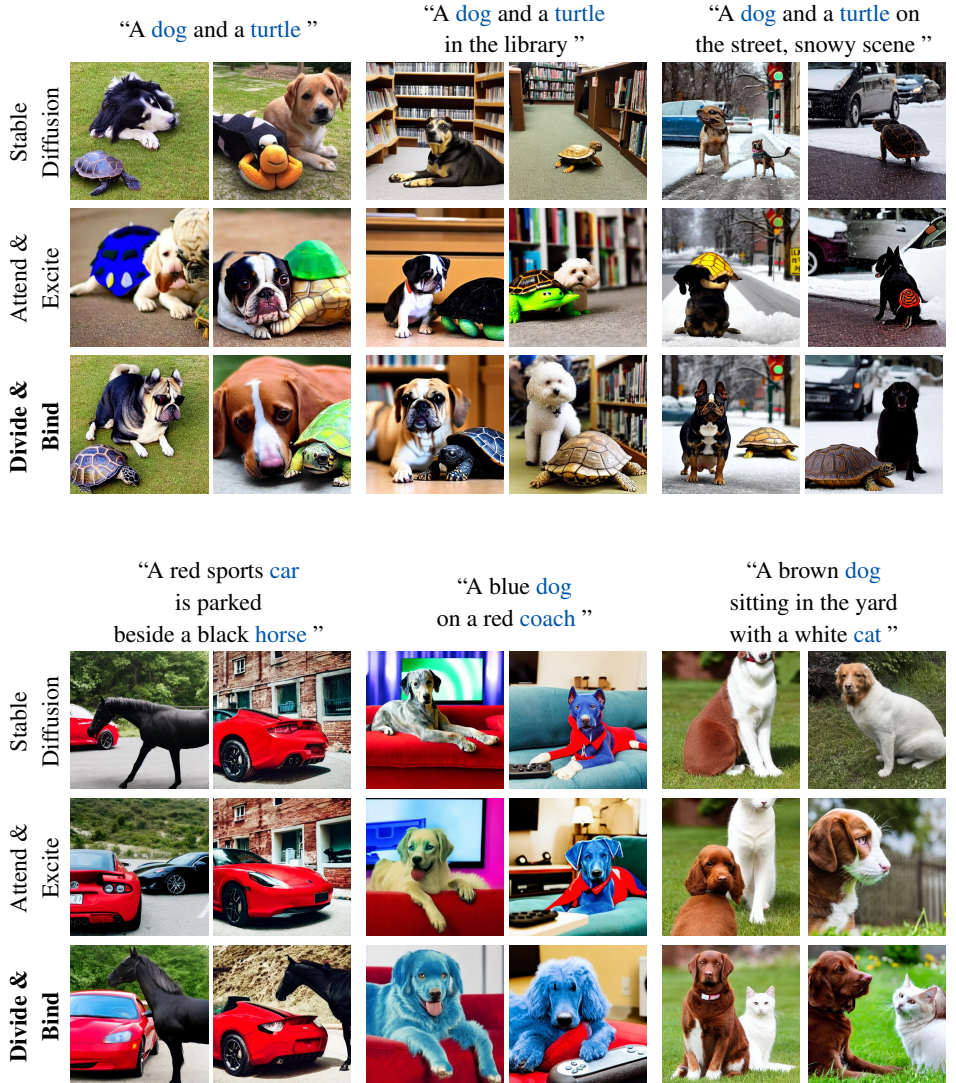 “A dog and a turtle ”
“A dog and a turtle
in the library ”
“A dog and a turtle on
the street, snowy scene ”
Stable
Diffusion
Attend &
Excite
Divide &
Bind
“A red sports car
is parked
beside a black horse ”
“A blue dog
on a red coach ”
“A brown dog
sitting in the yard
with a white cat ”
Stable
Diffusion
Attend &
Excite
Divide &
Bind